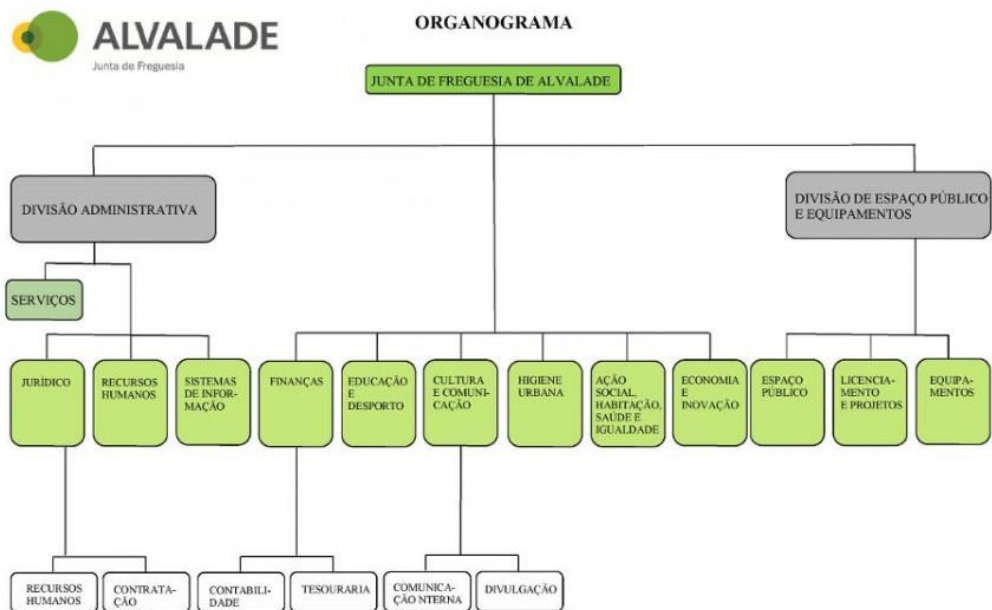 ORGANOGRAMA
ALVALADE
Junta de Freguesia
JUNTA DE FREGUESIA DE ALVALADE
DIVISÃO ADMINISTRATIVA
DIVISÃO DE ESPAÇO PÚBLICO
E EQUIPAMENTOS
SERVIÇOS
JURÍDICO
RECURSOS
HUMANOS
SISTEMAS
DE INFOR-
MAÇÃO
FINANÇAS
EDUCAÇÃO
E
DESPORTO
CULTURA
E COMUNI-
CAÇÃO
HIGIENE
URBANA
AÇÃO
SOCIAL,
HABITAÇÃO,
SAÚDE E
IGUALDADE
ECONOMIA
E
INOVAÇÃO
ESPAÇO
PÚBLICO
LICENCIA-
MENTO
E PROJETOS
EQUIPA-
MENTOS
RECURSOS
HUMANOS
CONTRATA-
ÇÃO
CONTABILI-
DADE
TESOURARIA
COMUNICA-
ÇÃO NTERNA
DIVULGAÇÃO